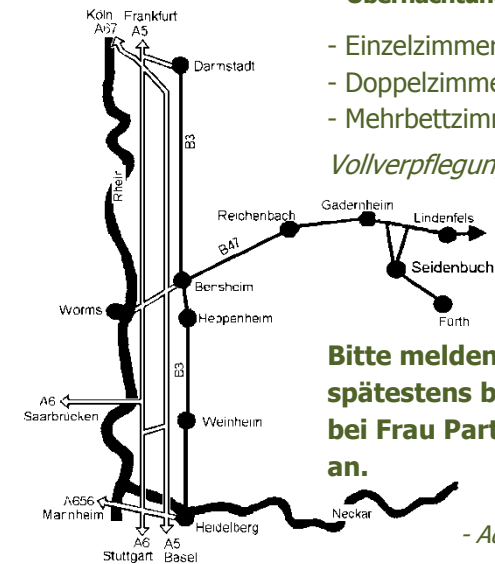 Köln Frankfurt
A67 A5
Darmstadt
B3
Rhein
- Einzelzimmer
- Doppelzimme
- Mehrbettzimm
Vollverpflegun
Gadernheim
Reichenbach
Lindenfels
B47
Seidenbuch
Bensheim
Worms
Heppenheim
Fürth
B3
Bitte melden
spätestens b
bei Frau Part
an.
A6
Saarbrücken
Weinheim
A656
Mannheim
Heidelberg
Neckar
A6 A5
Stuttgart Basel